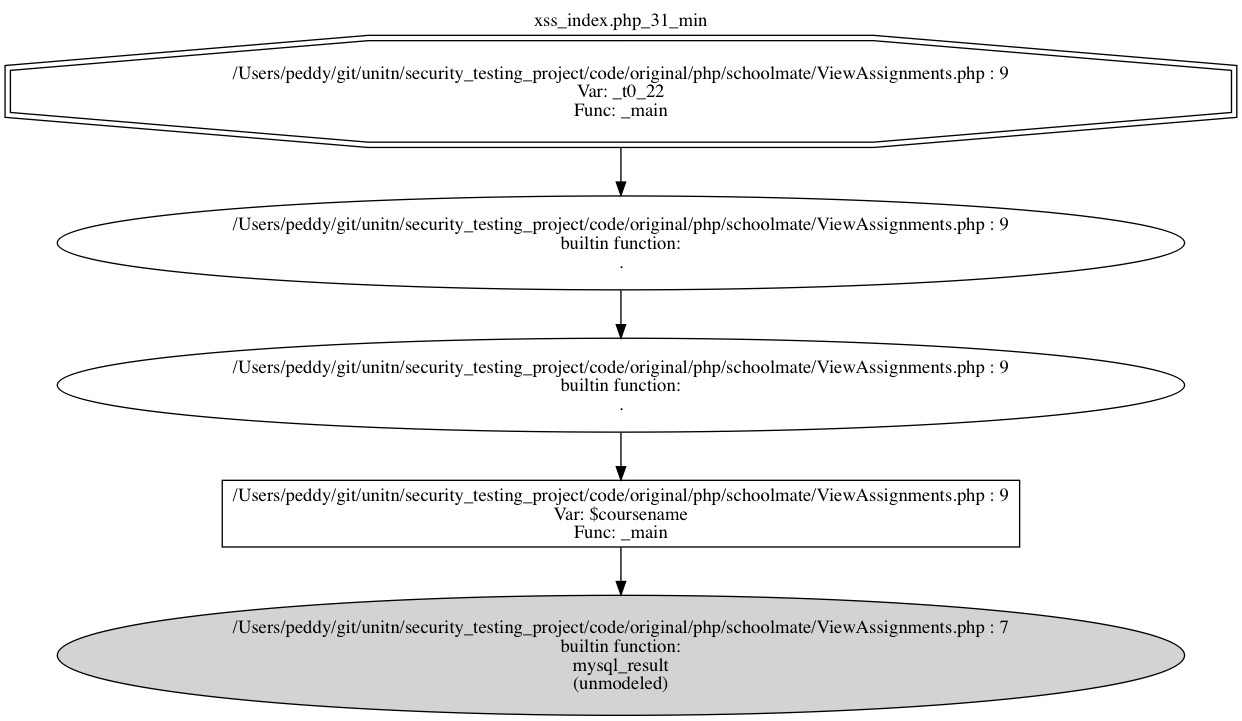 xss_index.php_31_min
/Users/peddy/git/unitn/security_testing_project/code/original/php/schoolmate/ViewAssignments.php : 9
Var: _t0_22
Func: _main
/Users/peddy/git/unitn/security_testing_project/code/original/php/schoolmate/ViewAssignments.php : 9
builtin function:
.
/Users/peddy/git/unitn/security_testing_project/code/original/php/schoolmate/ViewAssignments.php : 9
builtin function:
.
/Users/peddy/git/unitn/security_testing_project/code/original/php/schoolmate/ViewAssignments.php : 9
Var: $coursename
Func: _main
/Users/peddy/git/unitn/security_testing_project/code/original/php/schoolmate/ViewAssignments.php : 7
builtin function:
mysql_result
(unmodeled)